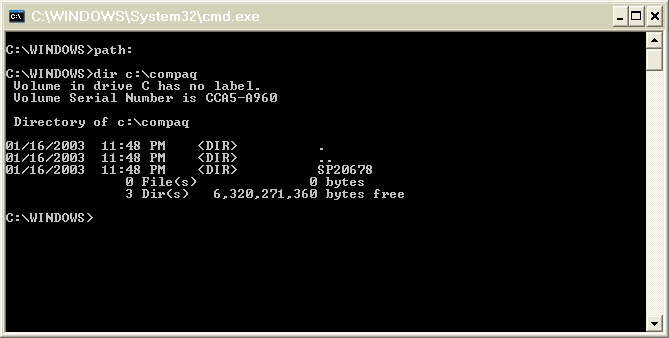 C:\WINDOWS\System32\cmd.exe
C:\WINDOWS>path:
C:\WINDOWS>dir c:\compaq
Volume in drive C has no label.
Volume Serial Number is CCA5-A960
Directory of c:\compaq
01/16/2003  11:48 PM    <DIR>          .
01/16/2003  11:48 PM    <DIR>          ..
01/16/2003  11:48 PM    <DIR>          SP20678
0 File(s)              0 bytes
3 Dir(s)   6,320,271,360 bytes free
C:\WINDOWS>